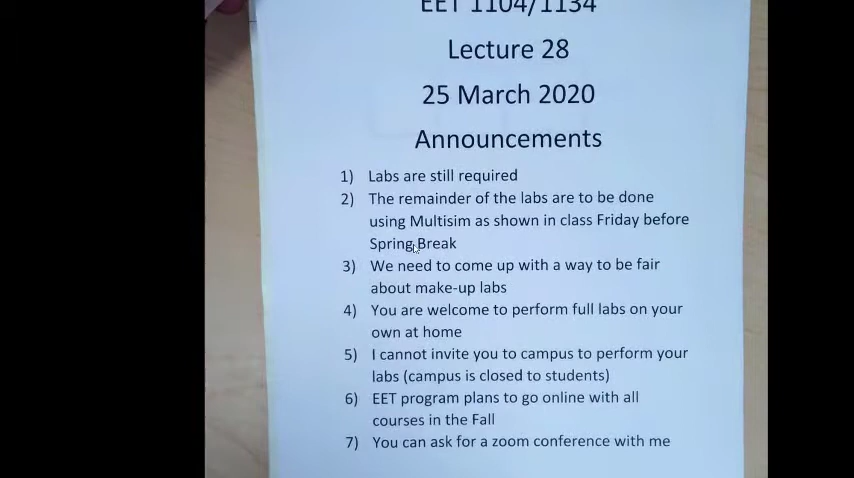 EET 1104/1134
Lecture 28
25 March 2020
Announcements
1) Labs are still required
2) The remainder of the labs are to be done
using Multisim as shown in class Friday before
Spring Break
3) We need to come up with a way to be fair
about make-up labs
4) You are welcome to perform full labs on your
own at home
5) I cannot invite you to campus to perform your
labs (campus is closed to students)
6) EET program plans to go online with all
courses in the Fall
7) You can ask for a zoom conference with me